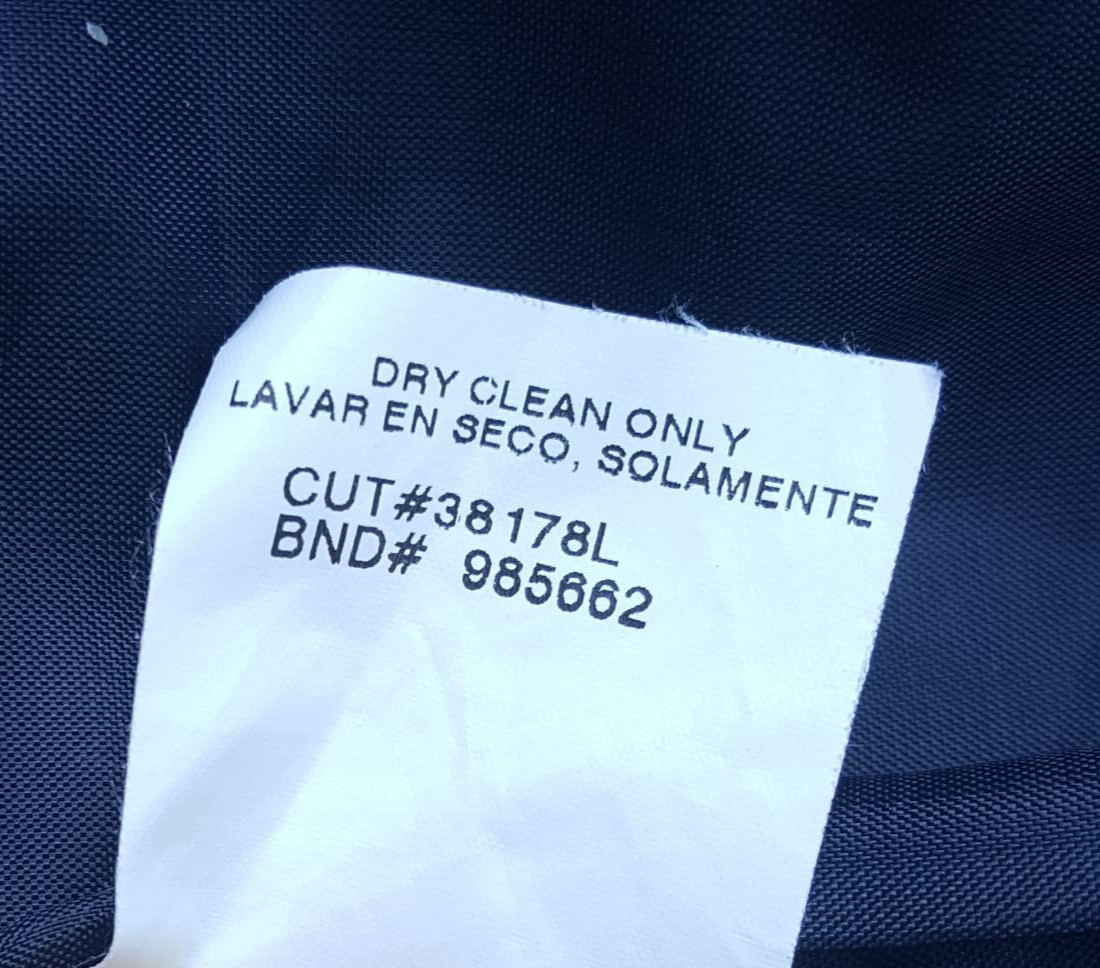 DRY CLEAN ONLY
LAVAR EN SECO, SOLAMENTE
CUT#38178L
BND# 985662